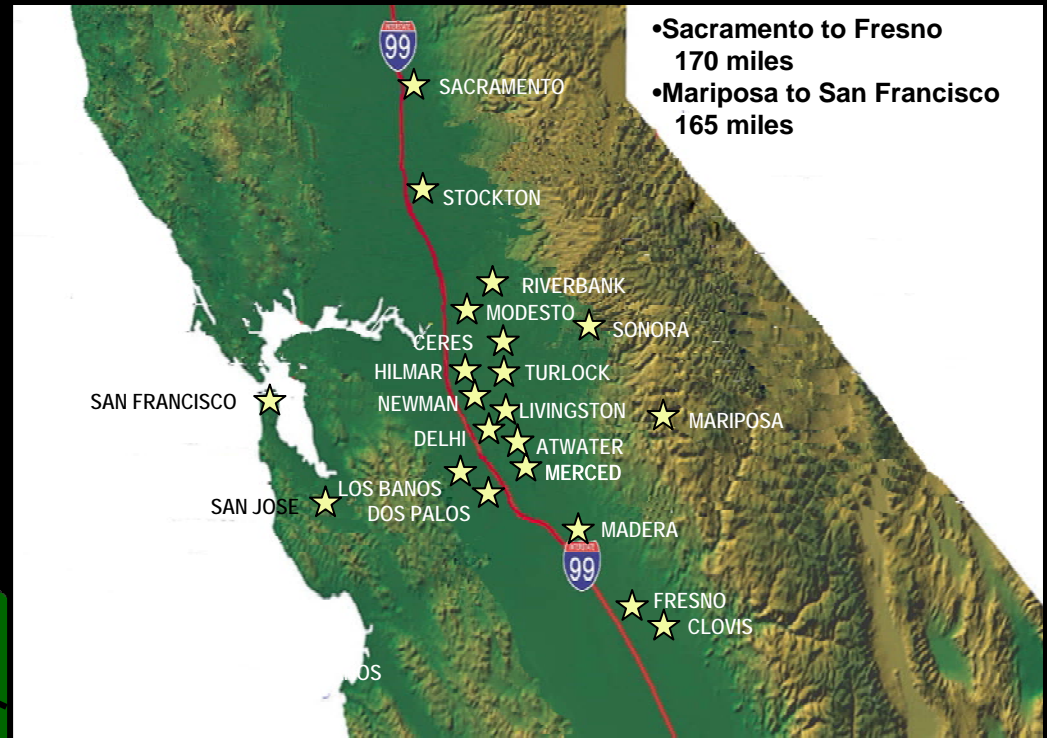 •Sacramento to Fresno
170 miles
•Mariposa to San Francisco
165 miles
INTERSTATE
99
SACRAMENTO
STOCKTON
RIVERBANK
MODESTO
SONORA
CERES
HILMAR
TURLOCK
NEWMAN
LIVINGSTON
SAN FRANCISCO
MARIPOSA
DELHI
ATWATER
MERCED
LOS BANOS
SAN JOSE
DOS PALOS
MADERA
INTERSTATE
99
FRESNO
CLOVIS